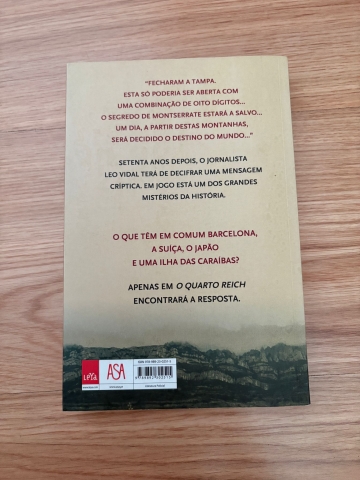 “FECHARAM A TAMPA.
ESTA SÓ PODERIA SER ABERTA COM
UMA COMBINAÇÃO DE OITO DÍGITOS...
O SEGREDO DE MONTSERRATE ESTARÁ A SALVO...
UM DIA, A PARTIR DESTAS MONTANHAS,
SERÁ DECIDIDO O DESTINO DO MUNDO...”
SETENTA ANOS DEPOIS, O JORNALISTA
LEO VIDAL TERÁ DE DECIFRAR UMA MENSAGEM
CRÍPTICA. EM JOGO ESTÁ UM DOS GRANDES
MISTÉRIOS DA HISTÓRIA.
O QUE TÊM EM COMUM BARCELONA,
A SUÍÇA, O JAPÃO
E UMA ILHA DAS CARAÍBAS?
APENAS EM O QUARTO REICH
ENCONTRARÁ A RESPOSTA.
LEYA
ASA